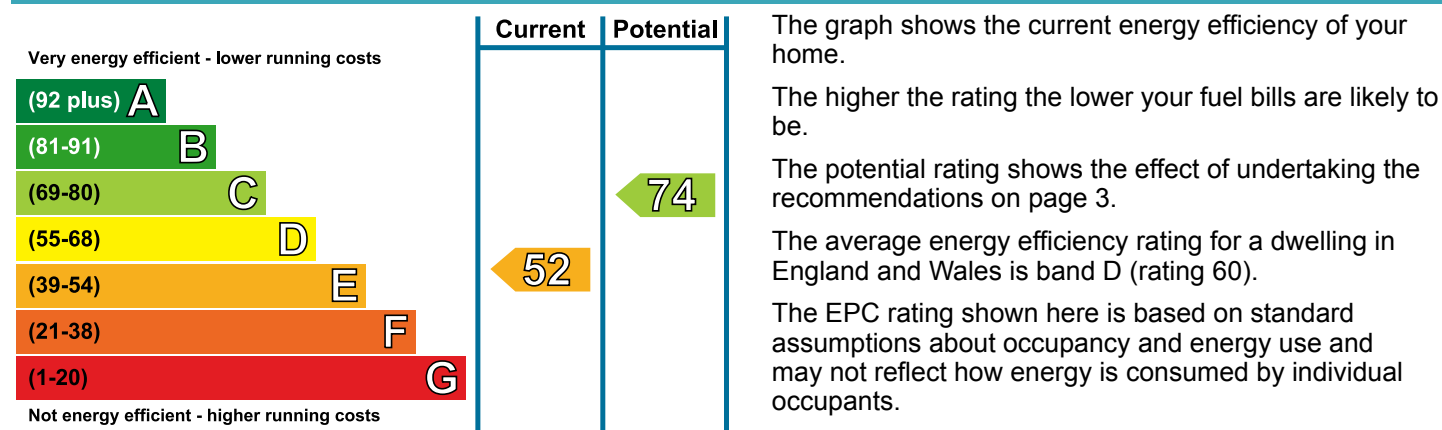 Current Potential
Very energy efficient - lower running costs
(92 plus) A
(81-91) B
(69-80) C
(55-68) D
(39-54) E
(21-38) F
(1-20) G
Not energy efficient - higher running costs
52
74
The graph shows the current energy efficiency of your
home.
The higher the rating the lower your fuel bills are likely to
be.
The potential rating shows the effect of undertaking the
recommendations on page 3.
The average energy efficiency rating for a dwelling in
England and Wales is band D (rating 60).
The EPC rating shown here is based on standard
assumptions about occupancy and energy use and
may not reflect how energy is consumed by individual
occupants.